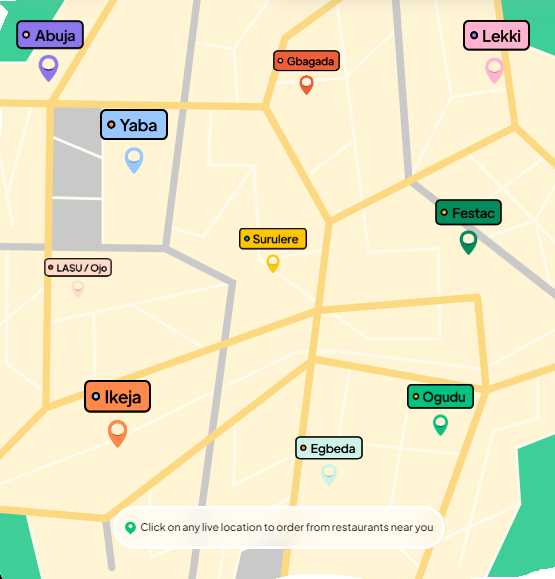 Abuja
Lekki
Gbagada
Yaba
Festac
Surulere
LASU / Ojo
Ikeja
Ogudu
Egbeda
Click on any live location to order from restaurants near you